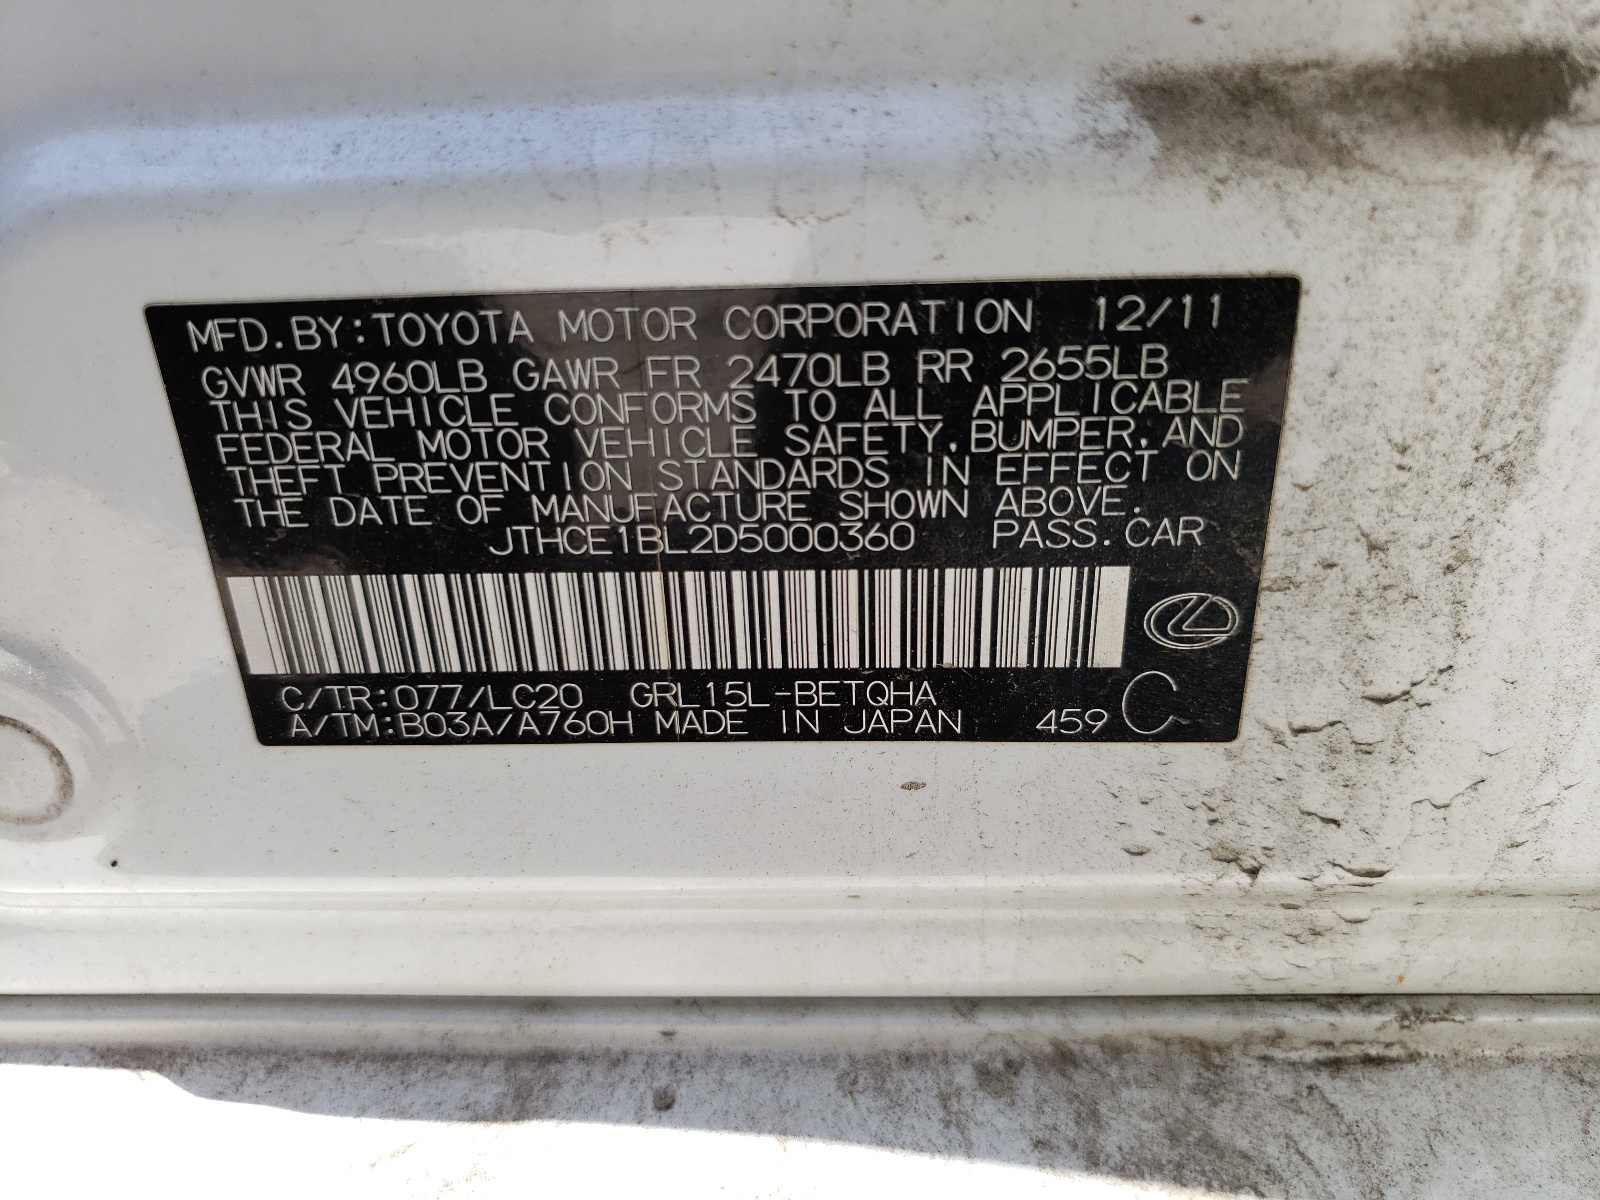 MFD. BY: TOYOTA MOTOR CORPORATION 12/11
GVWR 4960LB GAWR FR 2470LB RR 2655LB
THIS VEHICLE CONFORMS TO ALL APPLICABLE
FEDERAL MOTOR VEHICLE SAFETY, BUMPER, AND
THEFT PREVENTION STANDARDS IN EFFECT ON
THE DATE OF MANUFACTURE SHOWN ABOVE.
JTHCE1BL2D5000360 PASS. CAR
C/TR: 077/LC20 GRL15L-BETQHA
A/TM: B03A/A760H MADE IN JAPAN 459 C